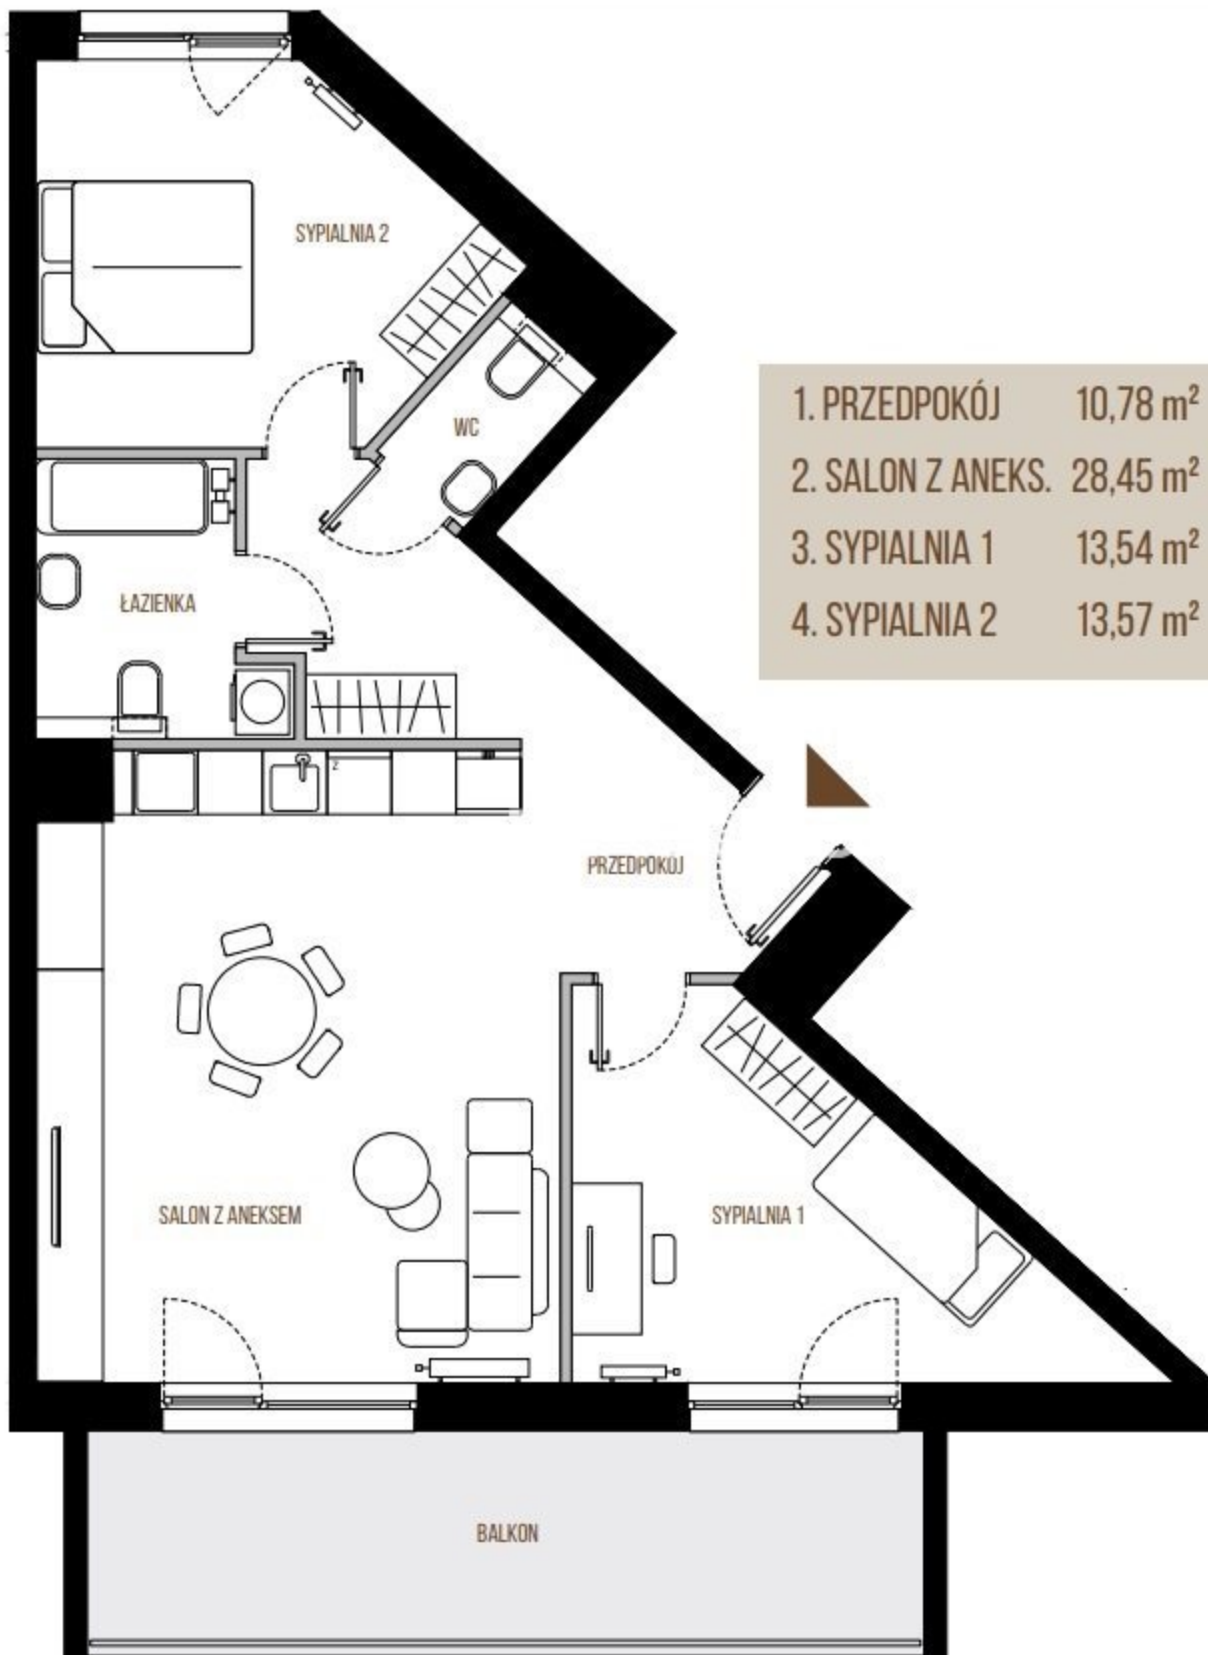 SYPIALNIA 2
WC
1. PRZEDPOKÓJ 10,78 m²
2. SALON Z ANEKS. 28,45 m²
3. SYPIALNIA 1 13,54 m²
4. SYPIALNIA 2 13,57 m²
ŁAZIENKA
Z
PRZEDPOKÓJ
SALON Z ANEKSEM
SYPIALNIA 1
BALKON